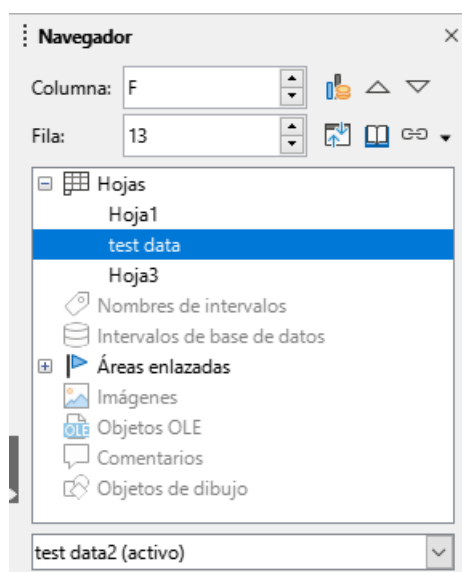 Navegador
Columna: F
Fila: 13
Hojas
Hoja1
test data
Hoja3
Nombres de intervalos
Intervalos de base de datos
Áreas enlazadas
Imágenes
OLE Objetos OLE
Comentarios
Objetos de dibujo
test data2 (activo)